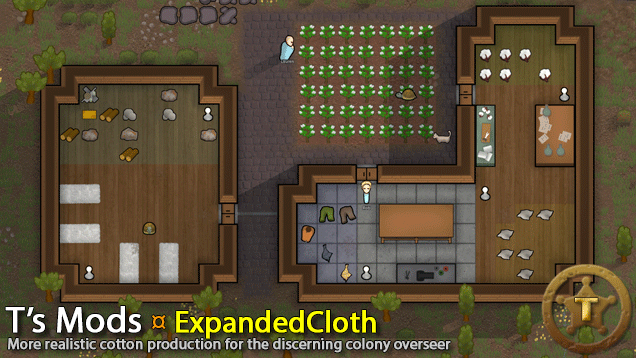 T's Mods ¤ ExpandedCloth
More realistic cotton production for the discerning colony overseer
T